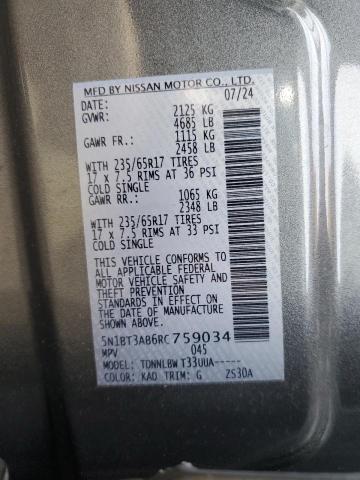 MFD BY NISSAN MOTOR CO., LTD.
DATE: 07/24
GVWR: 2125 KG
4685 LB
GAWR FR.: 1115 KG
2458 LB
WITH 235/65R17 TIRES
17 x 7.5 RIMS AT 36 PSI
COLD SINGLE
GAWR RR.: 1065 KG
2348 LB
WITH 235/65R17 TIRES
17 x 7.5 RIMS AT 33 PSI
COLD SINGLE
THIS VEHICLE CONFORMS TO
ALL APPLICABLE FEDERAL
MOTOR VEHICLE SAFETY AND
THEFT PREVENTION
STANDARDS IN EFFECT ON
THE DATE OF MANUFACTURE
SHOWN ABOVE.
5N1BT3AB6RC759034
MPV 045
MODEL: TDNNLBW T33UUA-----
COLOR: KAD TRIM: G ZS30A